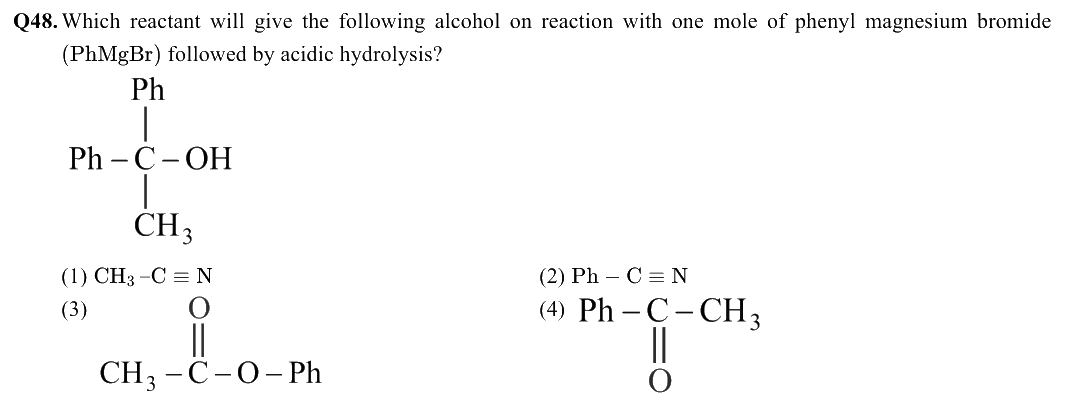 Q48. Which reactant will give the following alcohol on reaction with one mole of phenyl magnesium bromide
(PhMgBr) followed by acidic hydrolysis?
Ph
|
Ph – C – OH
|
CH₃
(1) CH₃ – C ≡ N
(2) Ph – C ≡ N
(3)
O
||
CH₃ – C – O – Ph
(4) Ph – C – CH₃
||
O